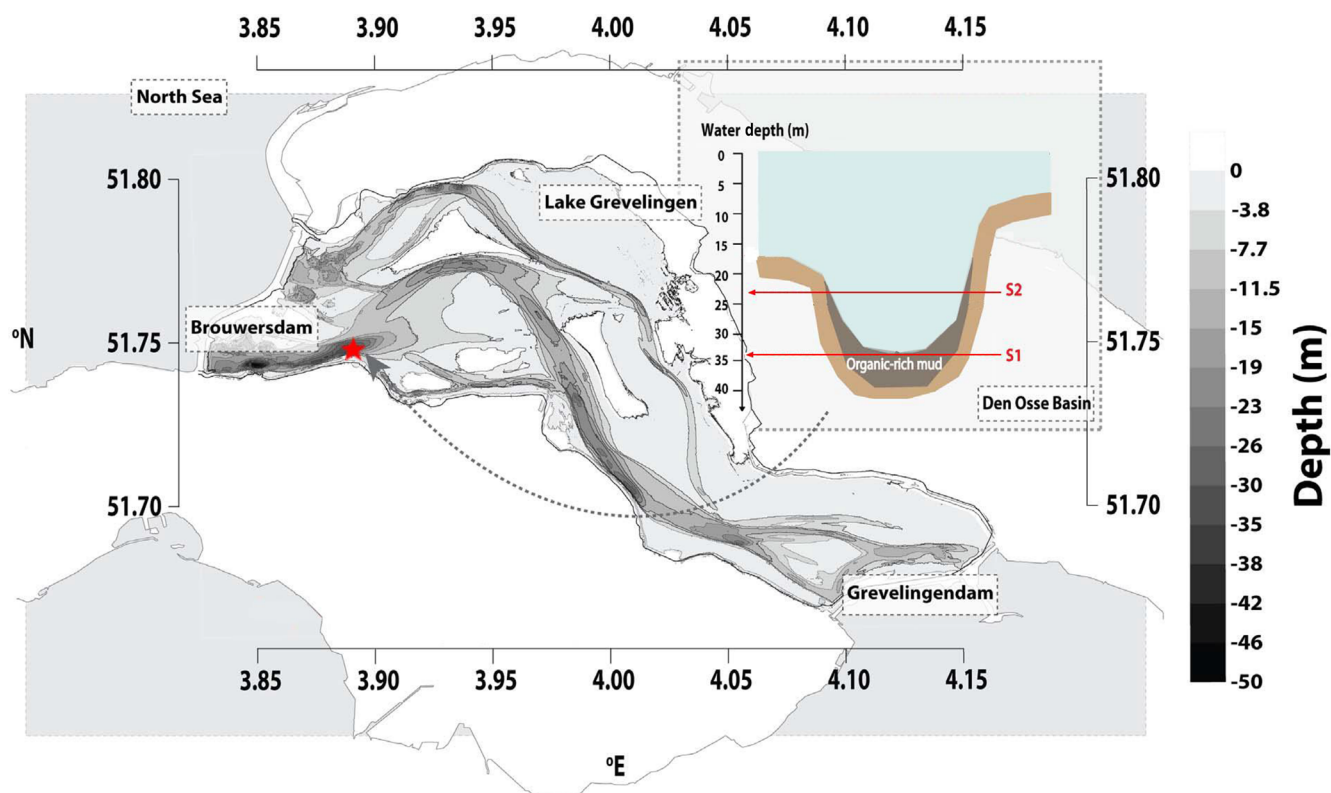 3.85 3.90 3.95 4.00 4.05 4.10 4.15
North Sea
Water depth (m)
0
5
10
15
20
25
30
35
40
S2
S1
Organic-rich mud
Den Osse Basin
51.80
51.75
51.70
ºN
Lake Grevelingen
Brouwersdam
Grevelingendam
51.80
51.75
51.70
3.85 3.90 3.95 4.00 4.05 4.10 4.15
ºE
0
-3.8
-7.7
-11.5
-15
-19
-23
-26
-30
-35
-38
-42
-46
-50
Depth (m)